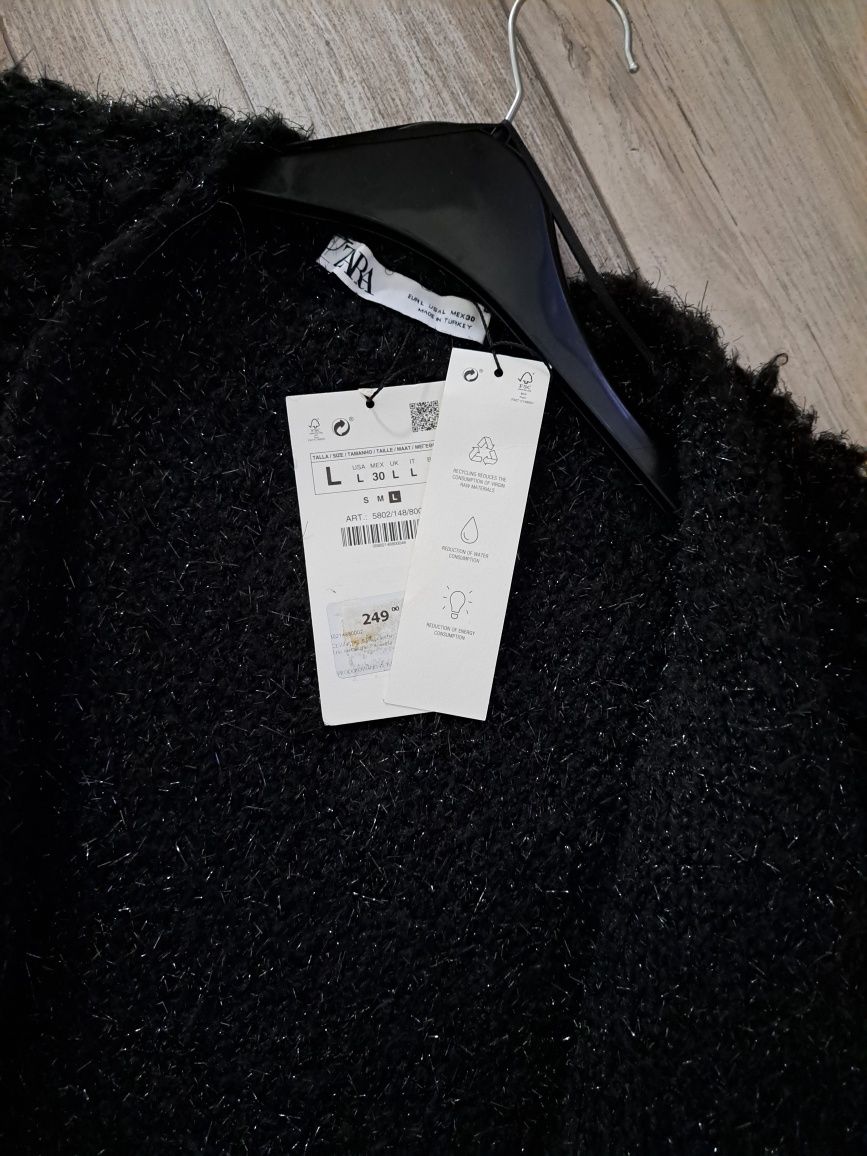 ZARA
EUR L USA L MEX 30
MADE IN TURKEY
TALLA / SIZE / TAMANHO / TAILLE / MAAT /
USA MEX UK IT
L L 30 L L
S M L
ART.: 5802/148/800
249 00
FSC
RECYCLING REDUCES THE
CONSUMPTION OF VIRGIN
RAW MATERIALS
REDUCTION OF WATER
CONSUMPTION
REDUCTION OF ENERGY
CONSUMPTION